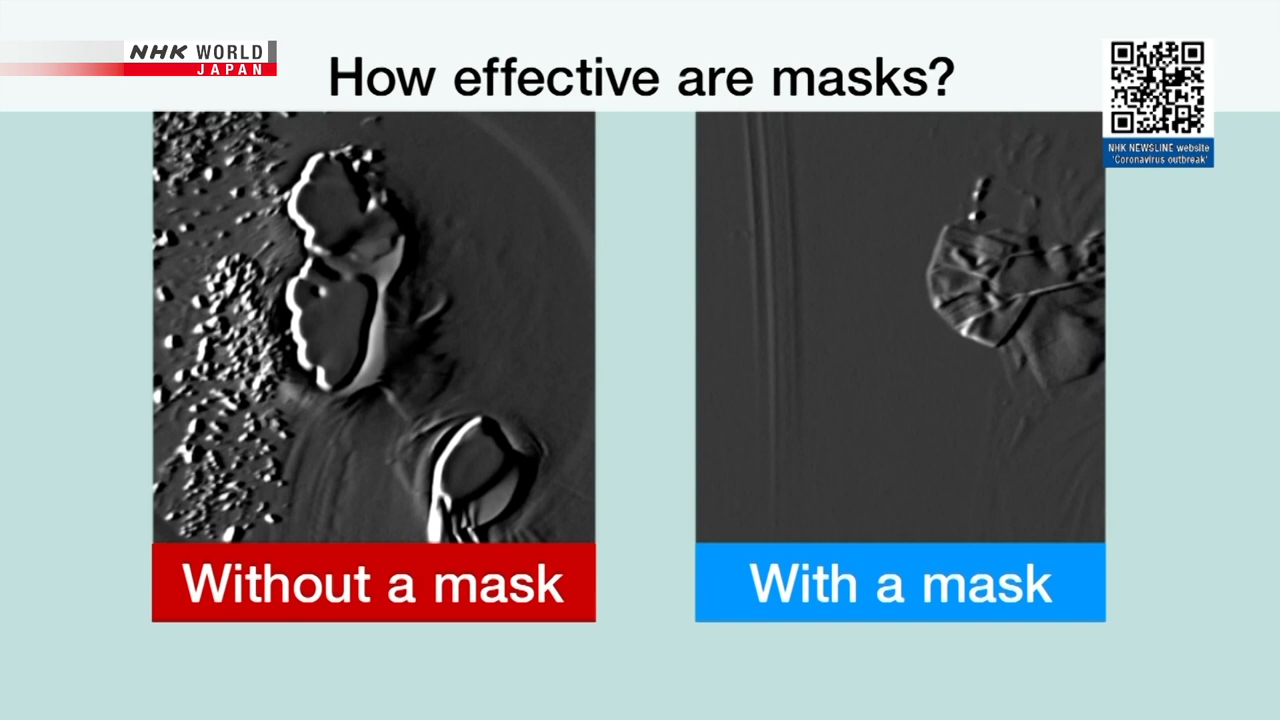 NHK WORLD
JAPAN
How effective are masks?
NHK NEWSLINE website
'Coronavirus outbreak'
Without a mask
With a mask